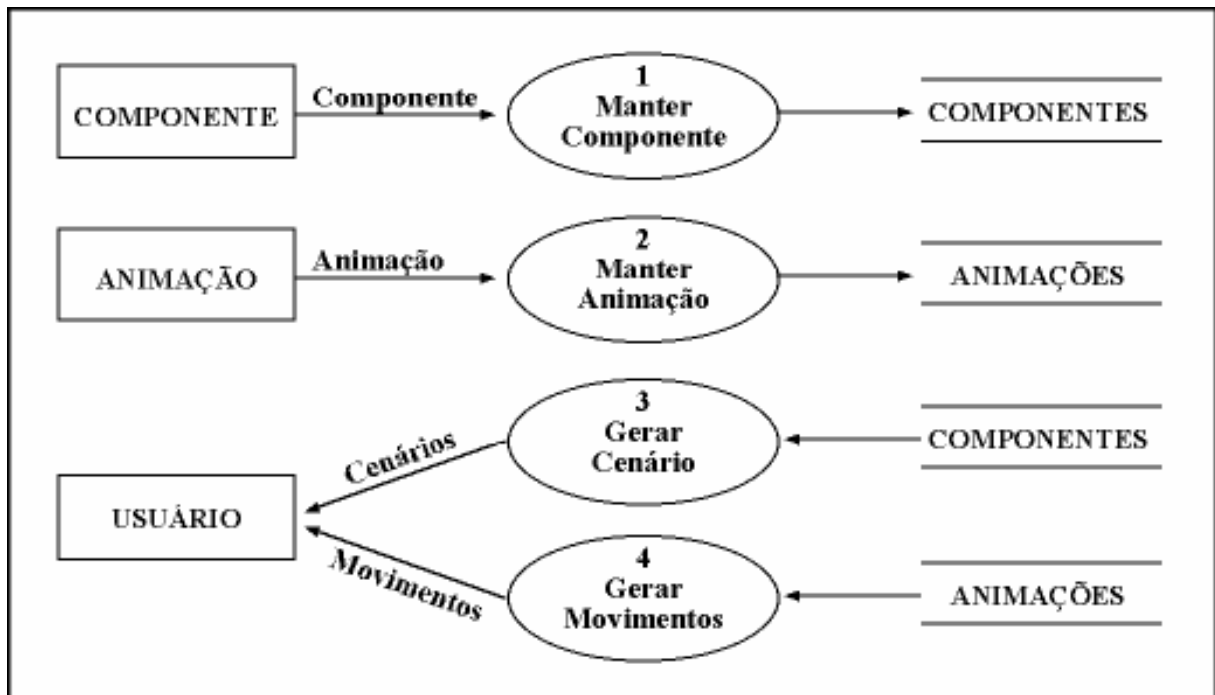 COMPONENTE
Componente
1
Manter
Componente
COMPONENTES
ANIMAÇÃO
Animação
2
Manter
Animação
ANIMAÇÕES
USUÁRIO
Cenários
3
Gerar
Cenário
COMPONENTES
Movimentos
4
Gerar
Movimentos
ANIMAÇÕES